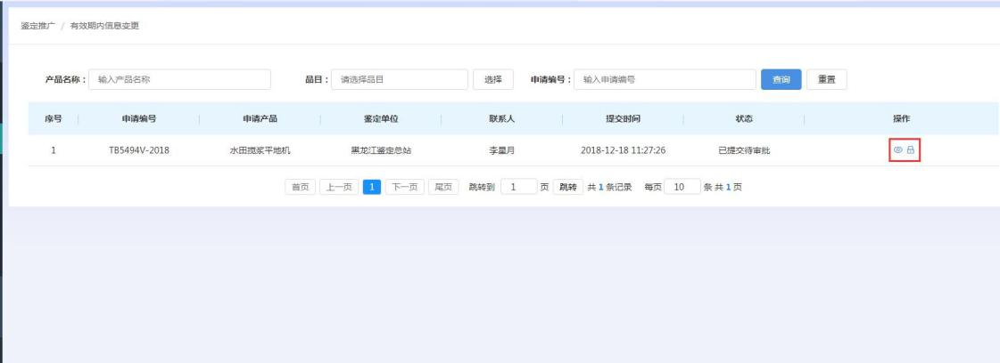 鉴定推广 / 有效期内信息变更
产品名称： 输入产品名称 品目： 请选择品目 选择 申请编号： 输入申请编号 查询 重置
序号 申请编号 申请产品 鉴定单位 联系人 提交时间 状态 操作
1 TB5494V-2018 水田搅浆平地机 黑龙江鉴定总站 李星月 2018-12-18 11:27:26 已提交待审批
首页 上一页 1 下一页 尾页 跳转到 1 页 跳转 共 1 条记录 每页 10 条 共 1 页